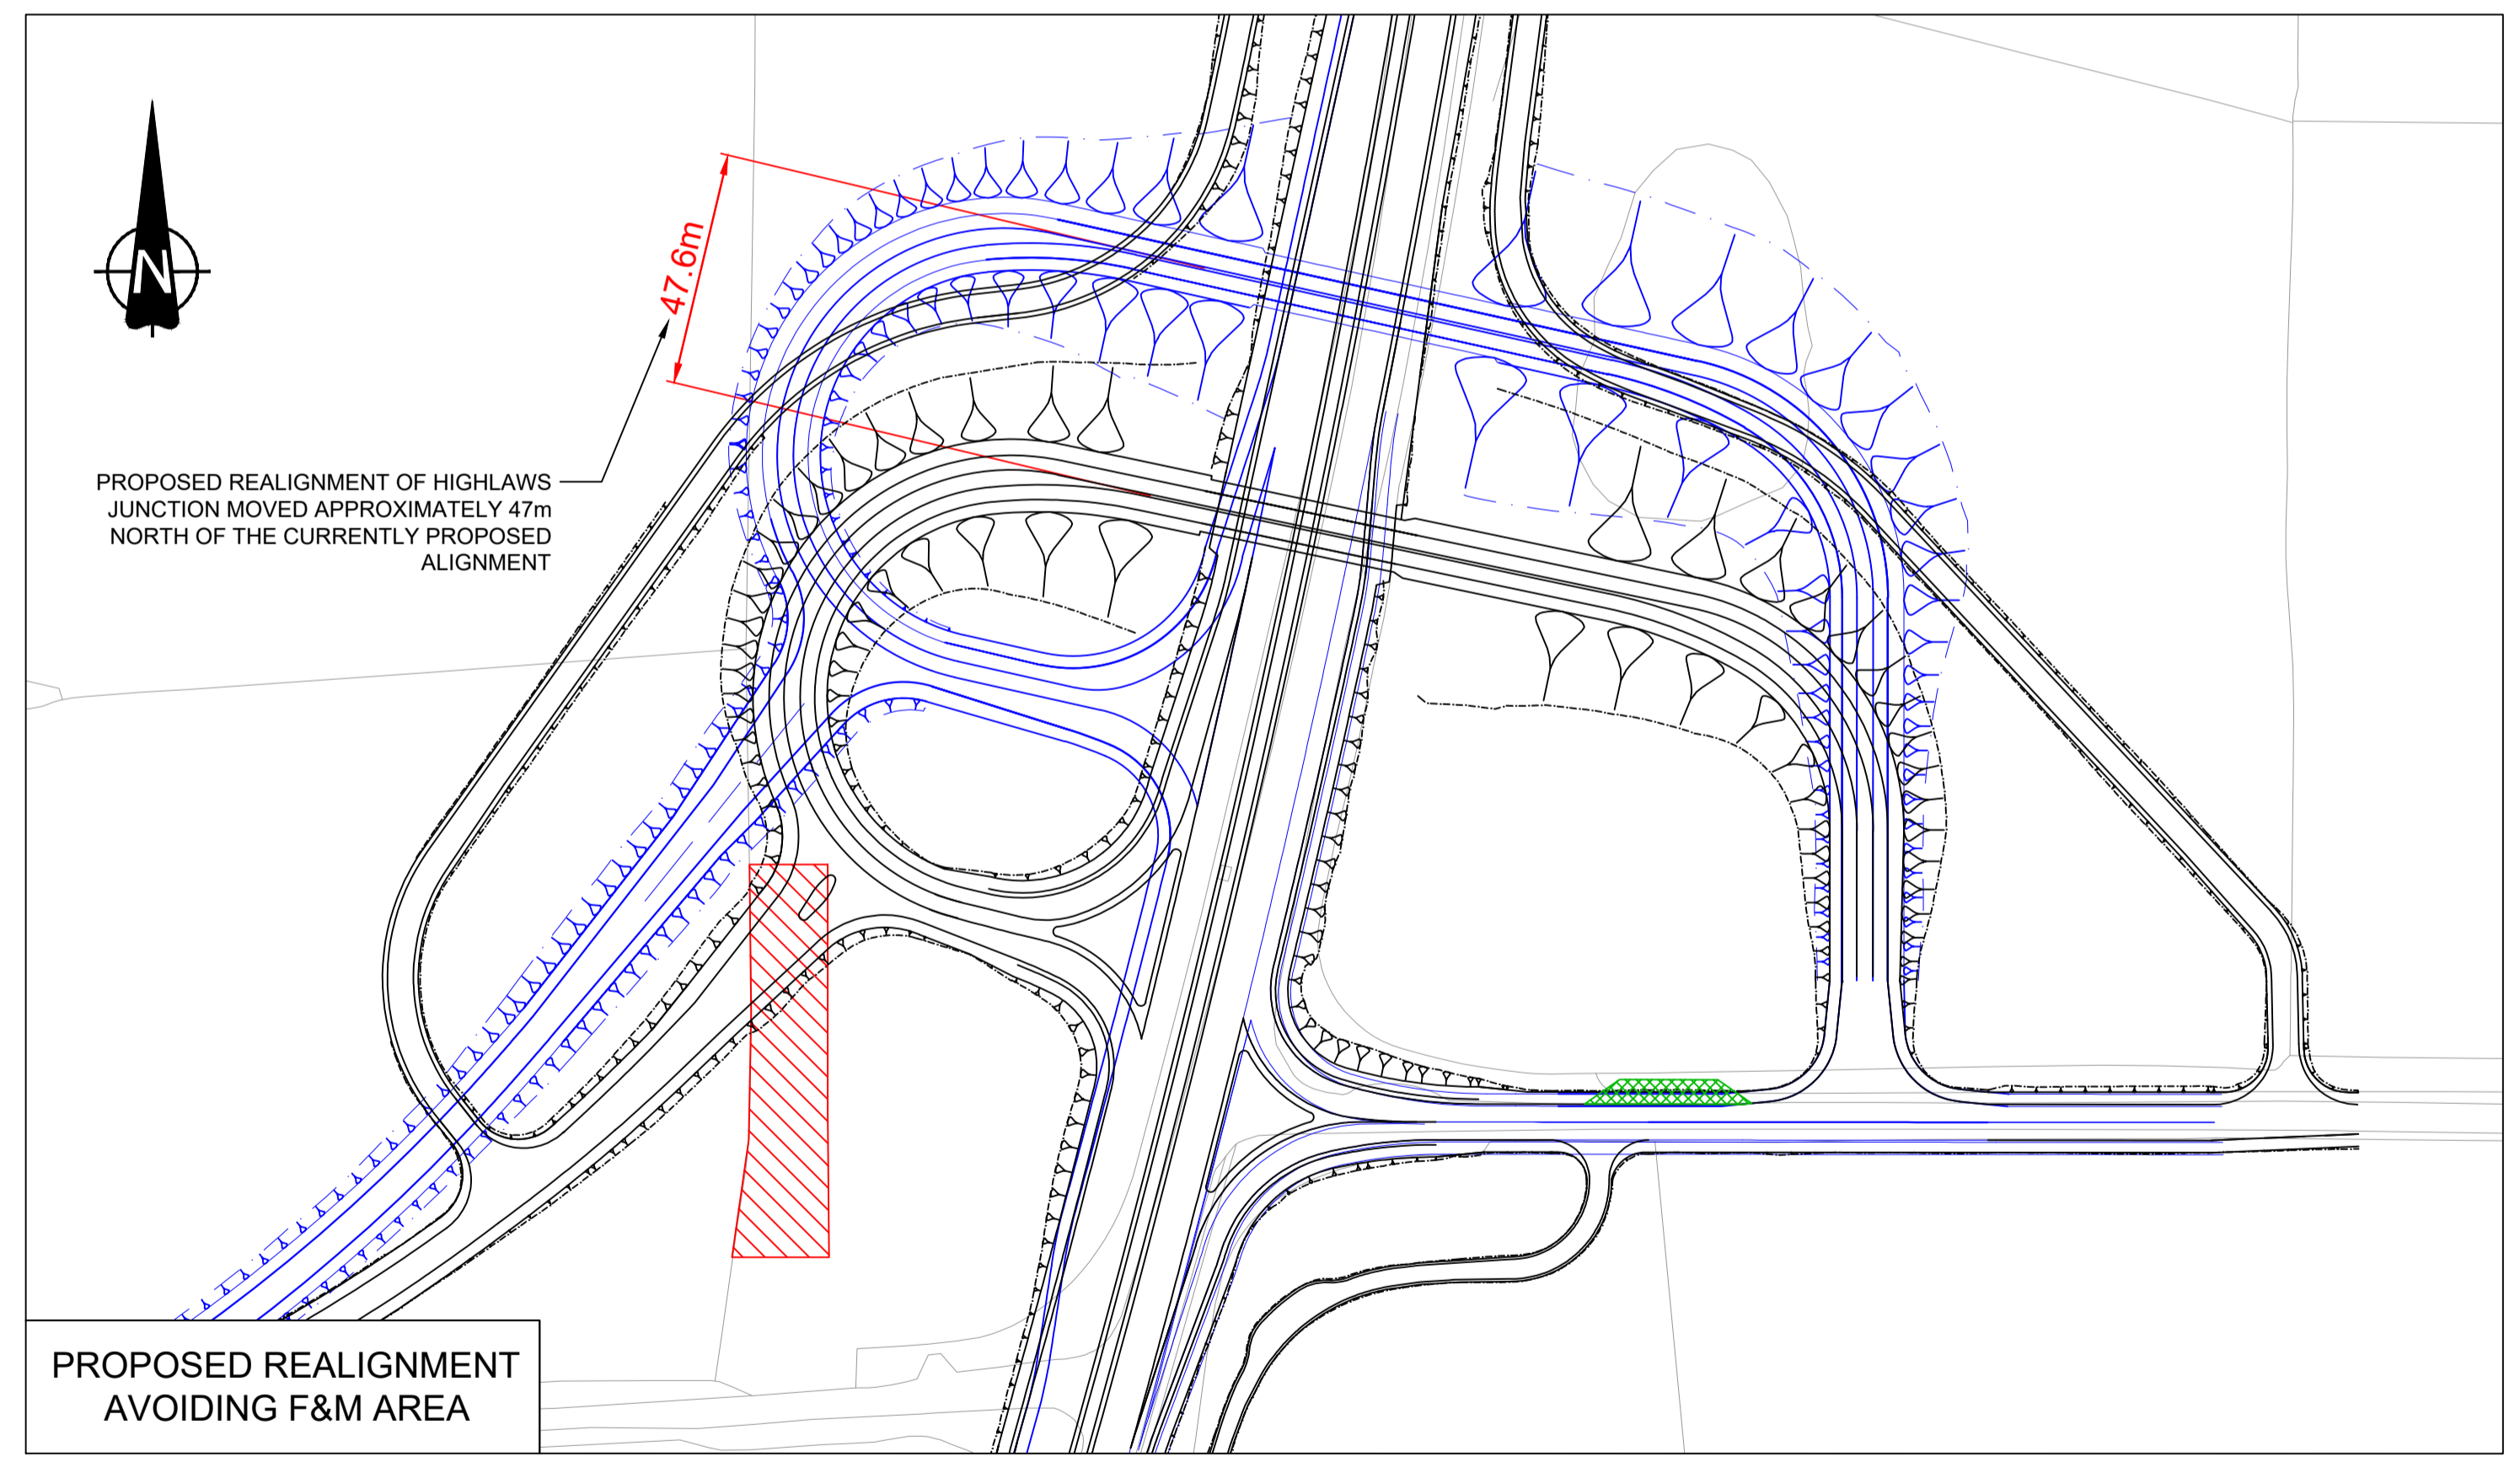 N
47.6m
PROPOSED REALIGNMENT OF HIGHLAWS
JUNCTION MOVED APPROXIMATELY 47m
NORTH OF THE CURRENTLY PROPOSED
ALIGNMENT
PROPOSED REALIGNMENT
AVOIDING F&M AREA